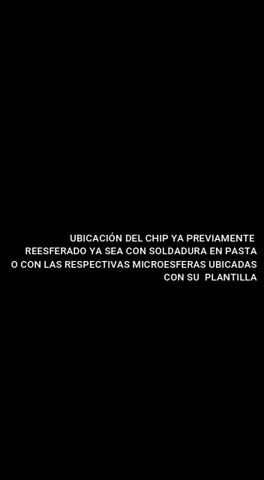 UBICACIÓN DEL CHIP YA PREVIAMENTE
REESFERADO YA SEA CON SOLDADURA EN PASTA
O CON LAS RESPECTIVAS MICROESFERAS UBICADAS
CON SU PLANTILLA